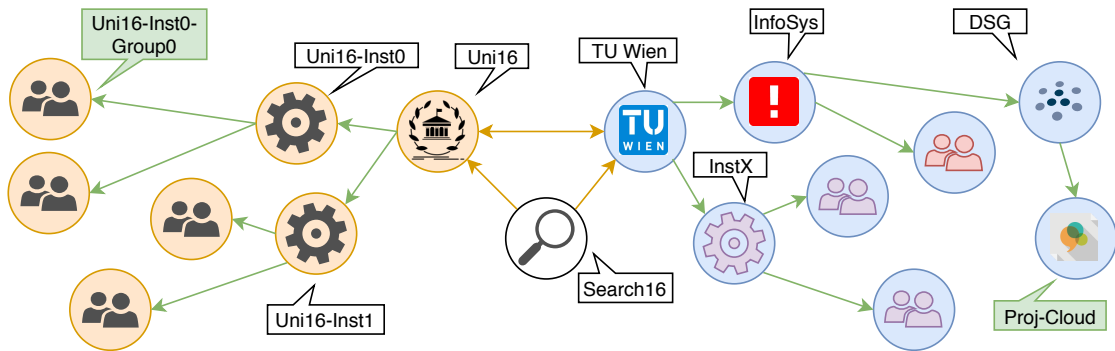 Uni16-Inst0-
Group0
Uni16-Inst0
Uni16
TU Wien
InfoSys
DSG
TU
WIEN
!
InstX
Search16
Uni16-Inst1
Proj-Cloud